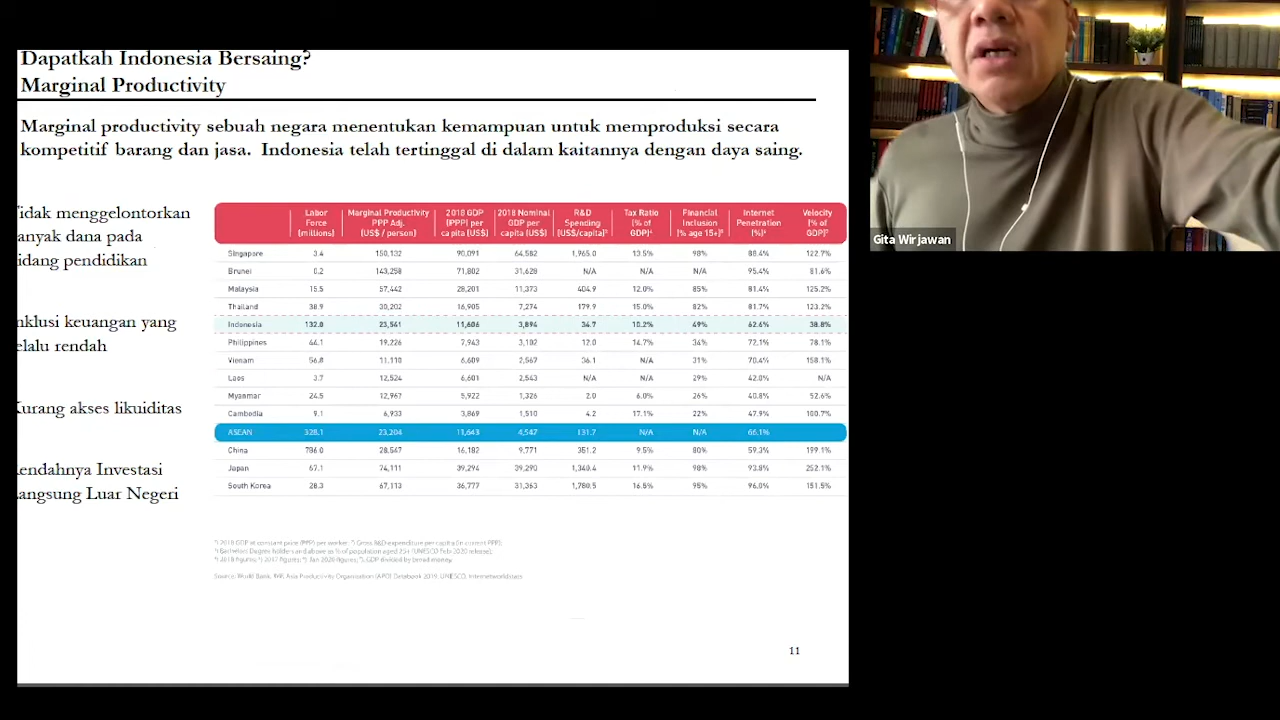 Dapatkah Indonesia Bersaing?
Marginal Productivity
Marginal productivity sebuah negara menentukan kemampuan untuk memproduksi secara
kompetitif barang dan jasa. Indonesia telah tertinggal di dalam kaitannya dengan daya saing.
idak menggelontorkan
anyak dana pada
idang pendidikan
nklusi keuangan yang
elalu rendah
urang akses likuiditas
endahnya Investasi
angsung Luar Negeri
Labor Force (millions) Marginal Productivity PPP Adj. (US$ / person) 2018 GDP (PPP) per capita (US$) 2018 Nominal GDP per capita (US$) R&D Spending (US$/capita) Tax Ratio (% of GDP) Financial Inclusion (% age 15+) Internet Penetration (%) Velocity (% of GDP)
Singapore 3.4 150,132 90,091 64,582 1,965.0 13.5% 98% 88.4% 122.7%
Brunei 0.2 143,258 71,802 31,628 N/A N/A N/A 95.4% 81.6%
Malaysia 15.5 57,442 28,201 11,373 404.9 12.0% 85% 81.4% 125.2%
Thailand 38.9 30,202 16,905 7,274 179.9 15.0% 82% 81.7% 123.2%
Indonesia 132.0 23,561 11,606 3,894 34.7 10.2% 49% 62.6% 38.8%
Philippines 44.1 19,226 7,943 3,102 12.0 14.7% 34% 72.1% 78.1%
Vienam 56.8 11,110 6,609 2,567 36.1 N/A 31% 70.4% 158.1%
Laos 3.7 12,524 6,601 2,543 N/A N/A 29% 42.0% N/A
Myanmar 24.5 12,967 5,922 1,326 2.0 6.0% 26% 40.8% 52.6%
Cambodia 9.1 6,933 3,869 1,510 4.2 17.1% 22% 47.9% 100.7%
ASEAN 328.1 23,204 11,643 4,547 131.7 N/A N/A 66.1%
China 786.0 28,567 16,182 9,771 351.2 9.5% 80% 59.3% 199.1%
Japan 67.1 74,111 39,294 39,290 1,340.4 11.9% 98% 93.8% 252.1%
South Korea 28.3 67,113 36,777 31,363 1,780.5 16.5% 95% 96.0% 151.5%
11
Gita Wirjawan